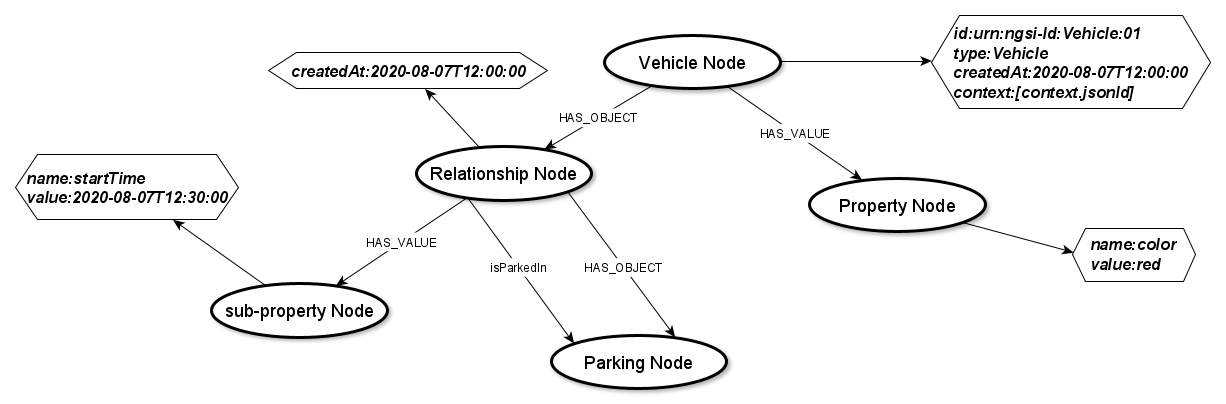 id:urn:ngsi-ld:Vehicle:01
type:Vehicle
createdAt:2020-08-07T12:00:00
context:[context.jsonld]
Vehicle Node
createdAt:2020-08-07T12:00:00
HAS_OBJECT
HAS_VALUE
Relationship Node
name:startTime
value:2020-08-07T12:30:00
Property Node
name:color
value:red
HAS_VALUE
isParkedIn
HAS_OBJECT
sub-property Node
Parking Node